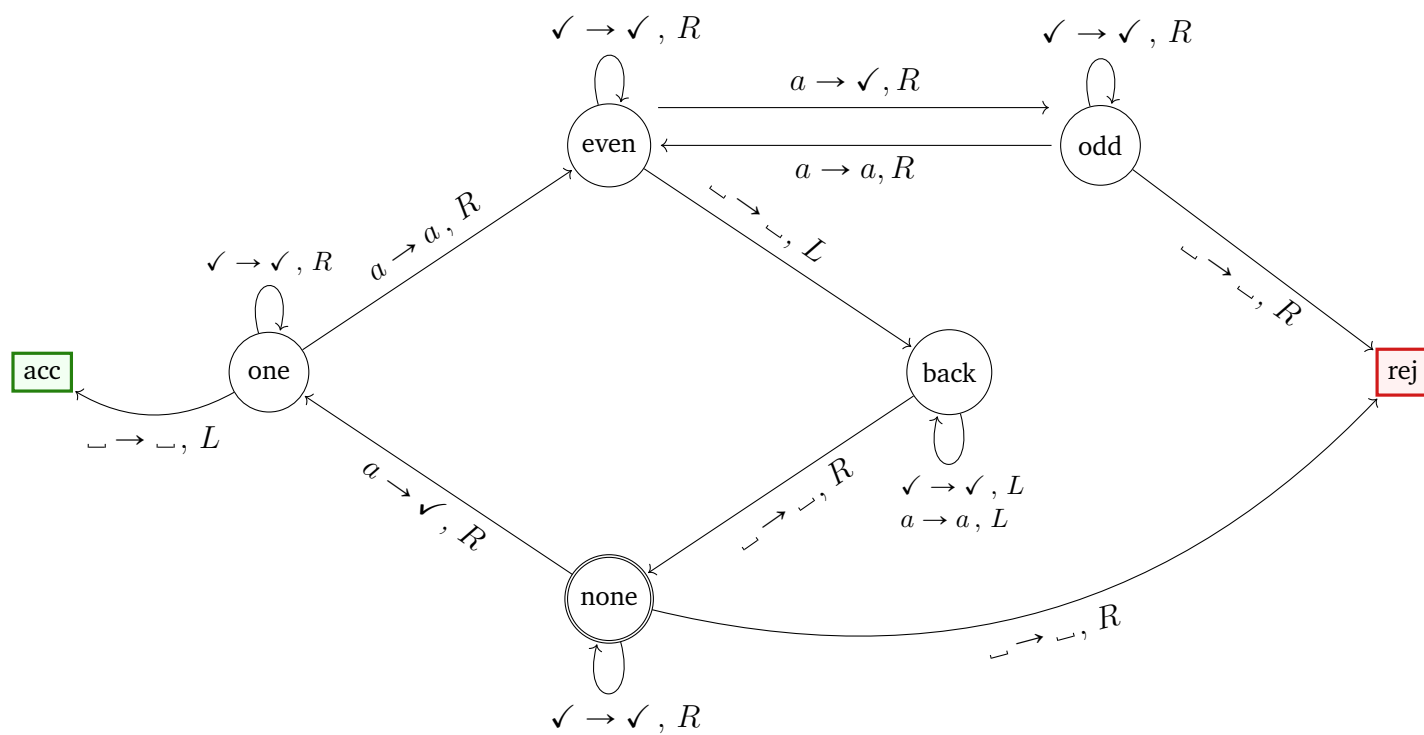 ✓ → ✓, R
✓ → ✓, R
a → ✓, R
even
odd
a → a, R
␣ → ␣, L
a → a, R
✓ → ✓, R
␣ → ␣, R
acc
one
back
rej
␣ → ␣, L
a → ✓, R
␣ → ␣, R
✓ → ✓, L
a → a, L
none
␣ → ␣, R
✓ → ✓, R